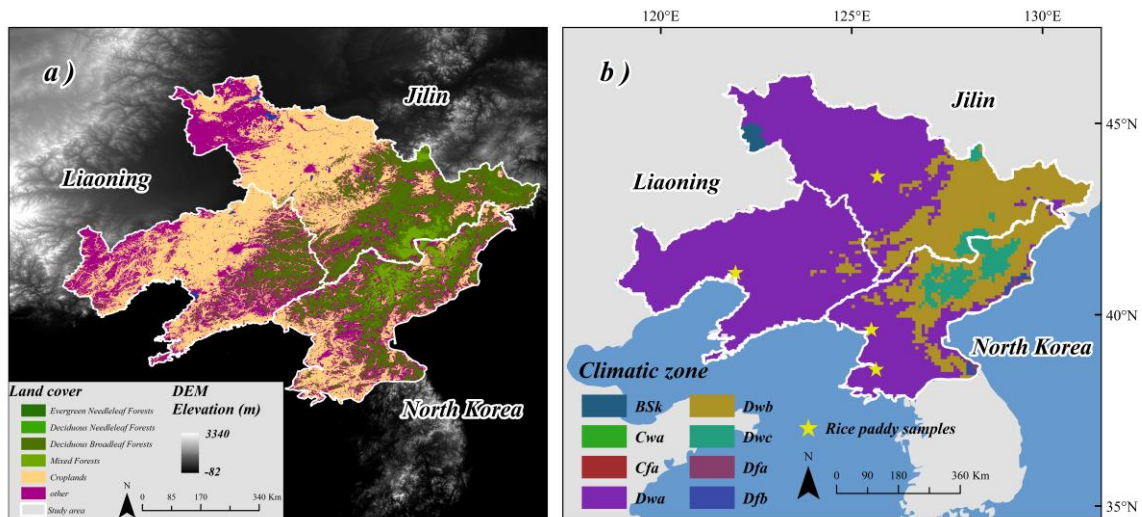 a )
Jilin
Liaoning
North Korea
Land cover
Evergreen Needleleaf Forests
Deciduous Needleleaf Forests
Deciduous Broadleaf Forests
Mixed Forests
Croplands
other
Study area
DEM
Elevation (m)
3340
-82
N
0 85 170 340 Km
120°E 125°E 130°E
b )
Jilin
45°N
Liaoning
40°N
North Korea
Climatic zone
BSk Dwb
Cwa Dwc
Cfa Dfa
Dwa Dfb
Rice paddy samples
N
0 90 180 360 Km
35°N